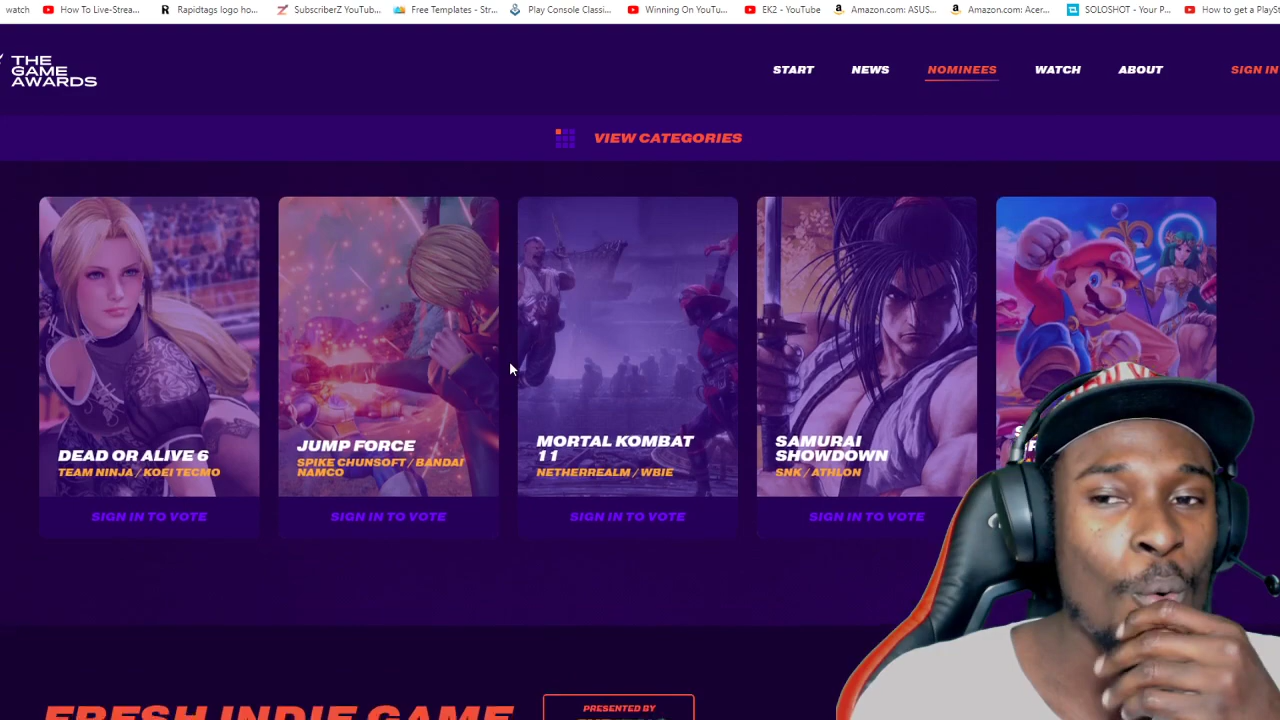 watch
How To Live-Strea...
Rapidtags logo ho...
SubscriberZ YouTub...
Free Templates - Str...
Play Console Classi...
Winning On YouTu...
EK2 - YouTube
Amazon.com: ASUS...
Amazon.com: Acer...
SOLOSHOT - Your P...
How to get a PlaySt
THE
GAME
AWARDS
START
NEWS
NOMINEES
WATCH
ABOUT
SIGN IN
VIEW CATEGORIES
DEAD OR ALIVE 6
TEAM NINJA / KOEI TECMO
SIGN IN TO VOTE
JUMP FORCE
SPIKE CHUNSOFT / BANDAI
NAMCO
SIGN IN TO VOTE
MORTAL KOMBAT
11
NETHERREALM / WBIE
SIGN IN TO VOTE
SAMURAI
SHOWDOWN
SNK / ATHLON
SIGN IN TO VOTE
FRESH INDIE GAME
PRESENTED BY